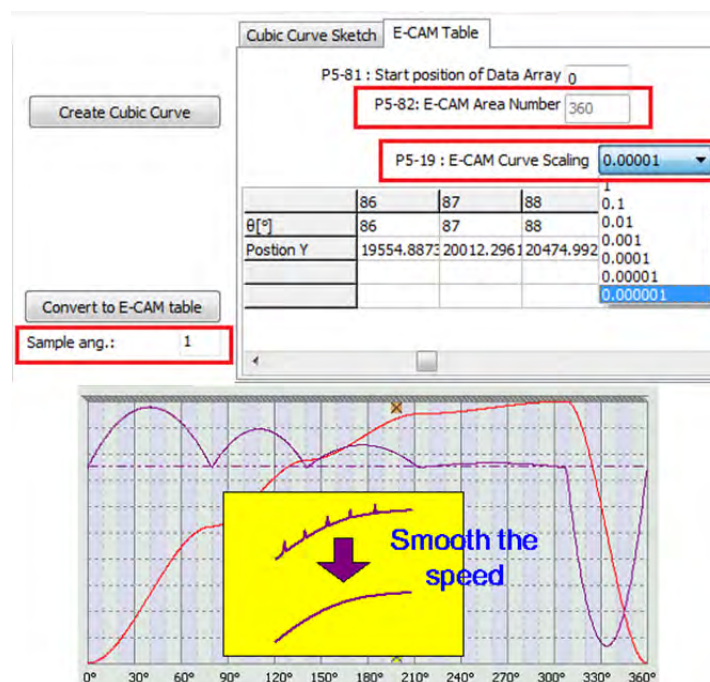 Cubic Curve Sketch E-CAM Table
P5-81 : Start position of Data Array 0
Create Cubic Curve
P5-82: E-CAM Area Number 360
P5-19 : E-CAM Curve Scaling 0.00001
1
0.1
0.01
0.001
0.0001
0.00001
0.000001
86 87 88
θ[°] 86 87 88
Postion Y 19554.8873 20012.2961 20474.992
Convert to E-CAM table
Sample ang.: 1
Smooth the
speed
0° 30° 60° 90° 120° 150° 180° 210° 240° 270° 300° 330° 360°